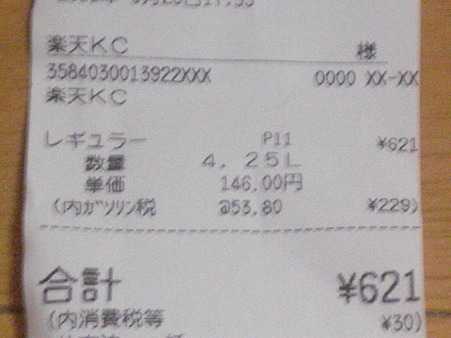 楽天KC 様
3584030013922XXX 0000 XX-XX
楽天KC
レギュラー P11 ¥621
数量 4. 25L
単価 146.00円
(内ガソリン税 @53.80 ¥229)
合計 ¥621
(内消費税等 ¥30)